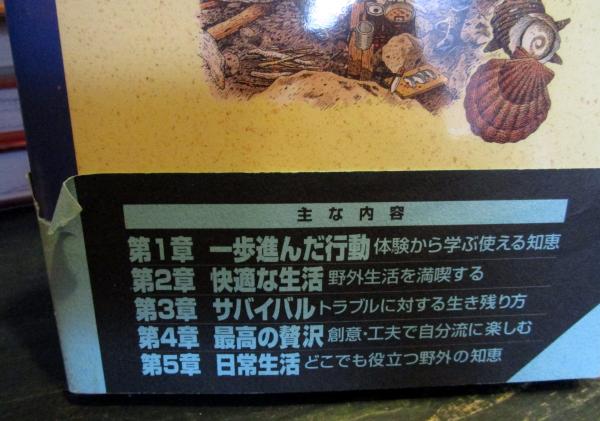 主な内容
第1章 一歩進んだ行動 体験から学ぶ使える知恵
第2章 快適な生活 野外生活を満喫する
第3章 サバイバル トラブルに対する生き残り方
第4章 最高の贅沢 創意・工夫で自分流に楽しむ
第5章 日常生活 どこでも役立つ野外の知恵